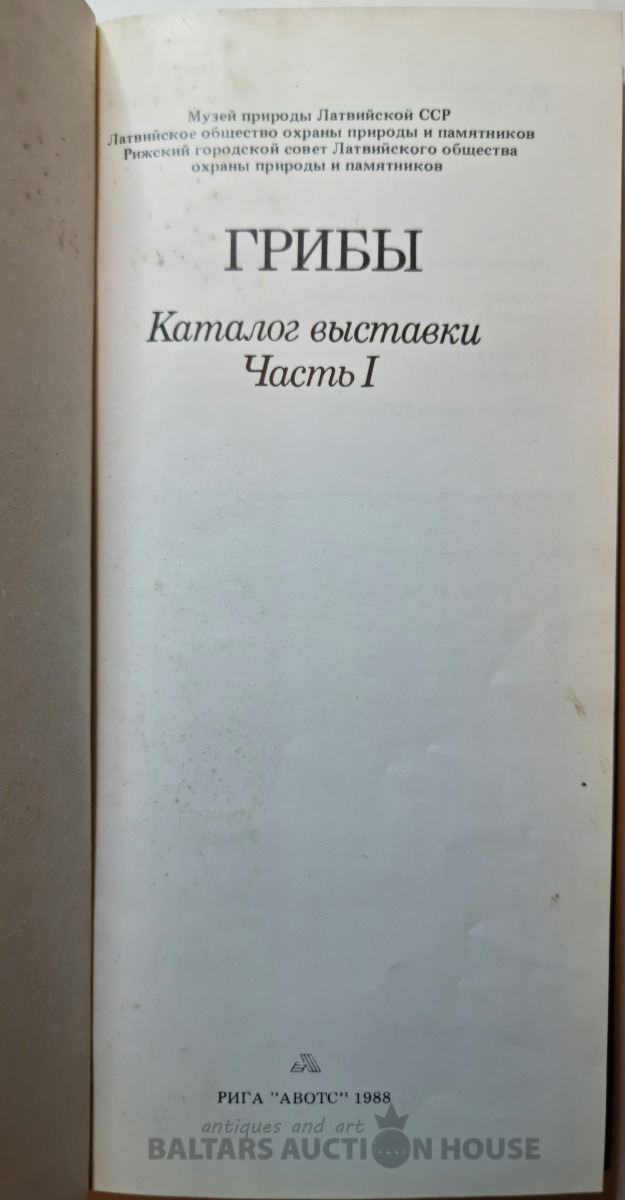 Музей природы Латвийской ССР
Латвийское общество охраны природы и памятников
Рижский городской совет Латвийского общества
охраны природы и памятников
ГРИБЫ
Каталог выставки
Часть I
РИГА "АВОТС" 1988
antiques and art
BALTARS AUCTION HOUSE